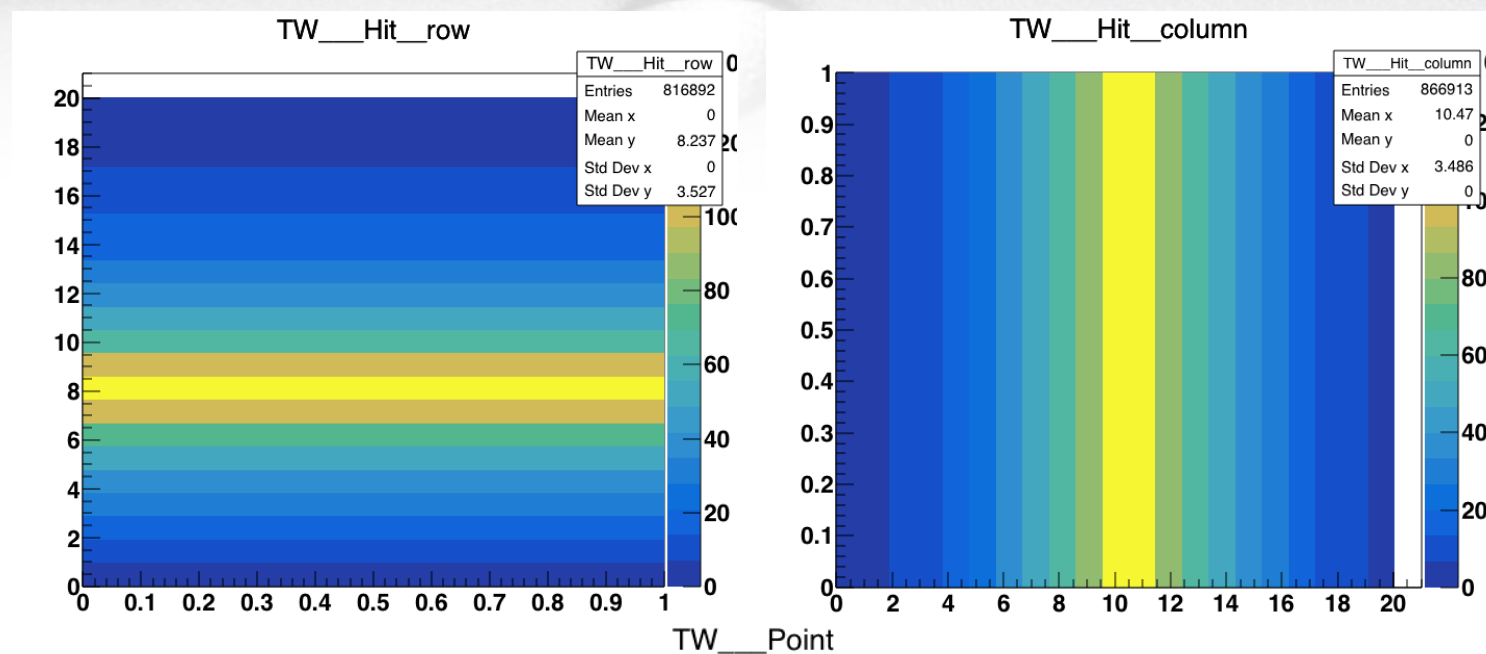 TW___Hit__row
TW___Hit__row
Entries 816892
Mean x 0
Mean y 8.237
Std Dev x 0
Std Dev y 3.527
20
18
16
14
12
10
8
6
4
2
0
0 0.1 0.2 0.3 0.4 0.5 0.6 0.7 0.8 0.9 1
80
60
40
20
0
TW___Hit__column
TW___Hit__column
Entries 866913
Mean x 10.47
Mean y 0
Std Dev x 3.486
Std Dev y 0
1
0.9
0.8
0.7
0.6
0.5
0.4
0.3
0.2
0.1
0
0 2 4 6 8 10 12 14 16 18 20
80
60
40
20
0
TW___Point